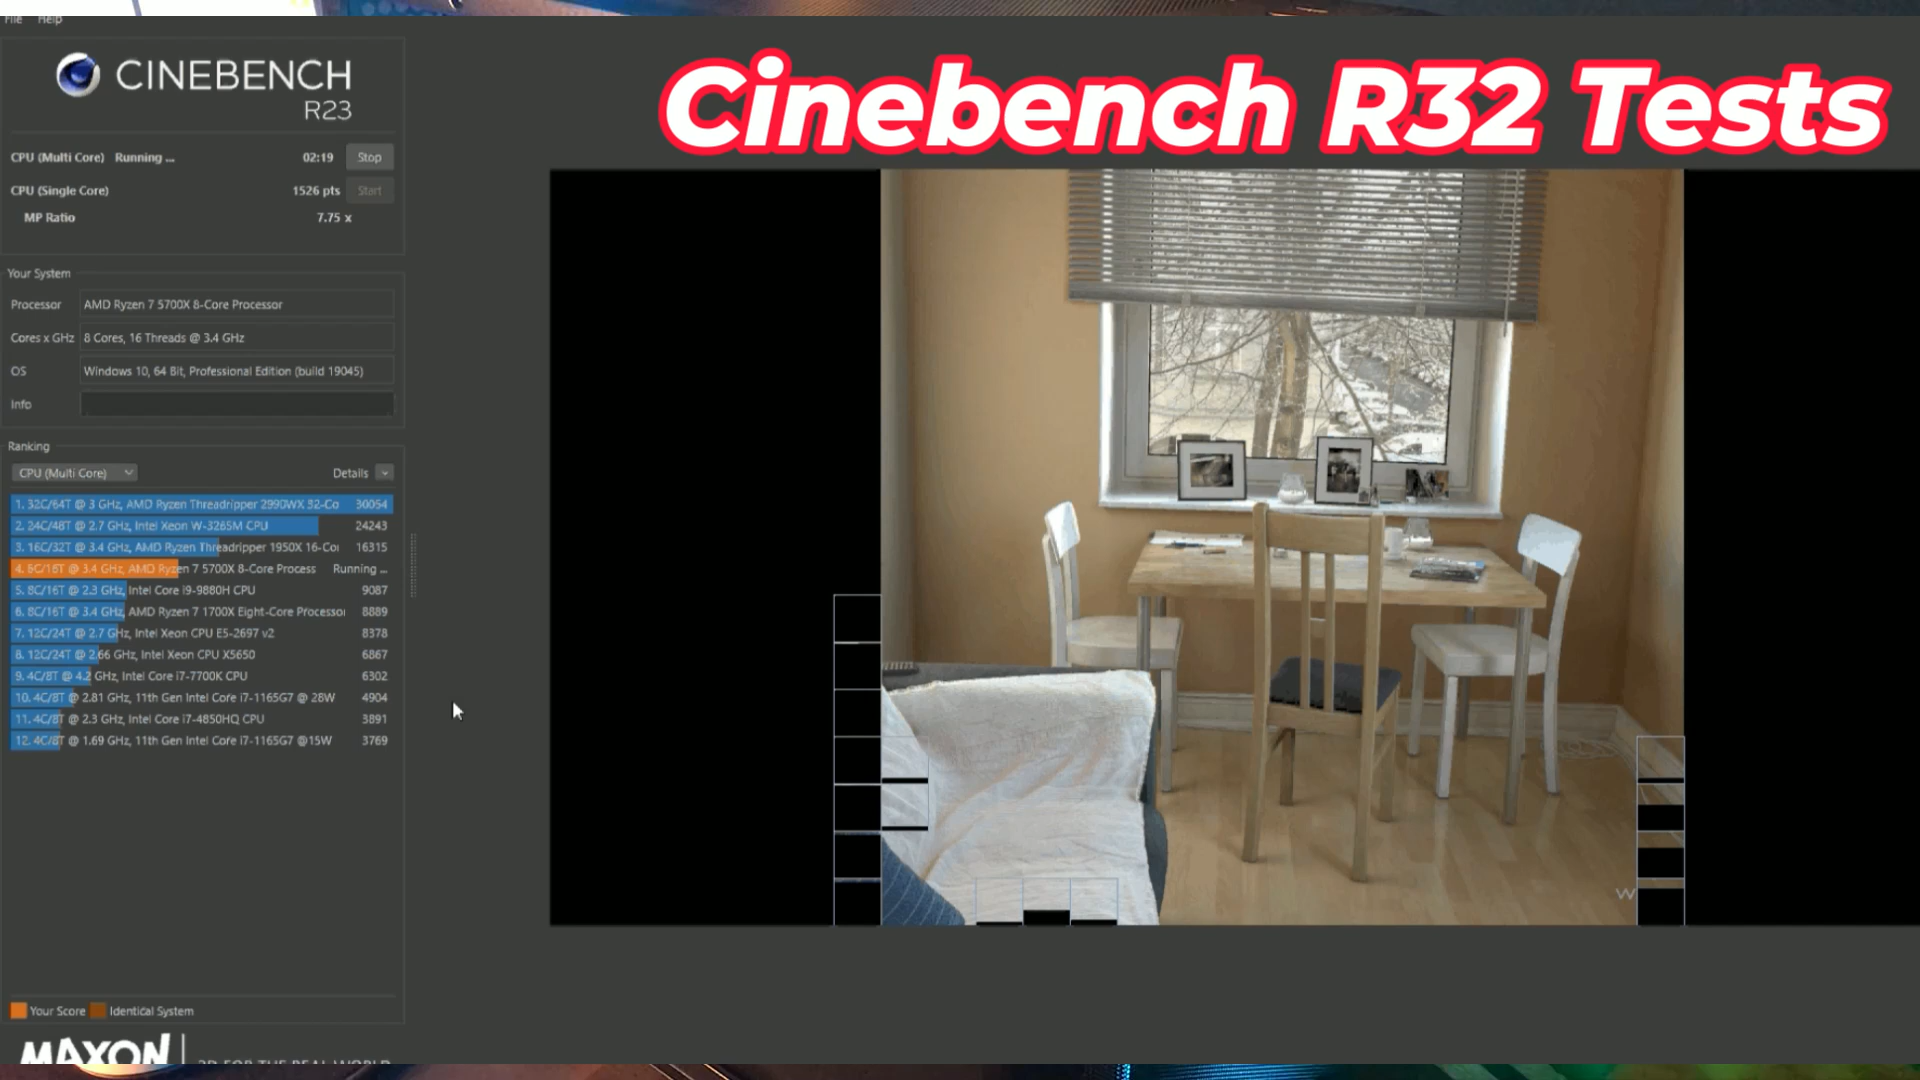 File Help
CINEBENCH
R23
Cinebench R32 Tests
CPU (Multi Core) Running ... 02:19 Stop
CPU (Single Core) 1526 pts Start
MP Ratio 7.75 x
Your System
Processor AMD Ryzen 7 5700X 8-Core Processor
Cores x GHz 8 Cores, 16 Threads @ 3.4 GHz
OS Windows 10, 64 Bit, Professional Edition (build 19045)
Info
Ranking
CPU (Multi Core) Details
1. 32C/64T @ 3 GHz, AMD Ryzen Threadripper 2990WX 32-Co 30054
2. 24C/48T @ 2.7 GHz, Intel Xeon W-3265M CPU 24243
3. 16C/32T @ 3.4 GHz, AMD Ryzen Threadripper 1950X 16-Coi 16315
4. 8C/16T @ 3.4 GHz, AMD Ryzen 7 5700X 8-Core Process Running ...
5. 8C/16T @ 2.3 GHz, Intel Core i9-9880H CPU 9087
6. 8C/16T @ 3.4 GHz, AMD Ryzen 7 1700X Eight-Core Processoi 8889
7. 12C/24T @ 2.7 GHz, Intel Xeon CPU E5-2697 v2 8378
8. 12C/24T @ 2.66 GHz, Intel Xeon CPU X5650 6867
9. 4C/8T @ 4.2 GHz, Intel Core i7-7700K CPU 6302
10. 4C/8T @ 2.81 GHz, 11th Gen Intel Core i7-1165G7 @ 28W 4904
11. 4C/8T @ 2.3 GHz, Intel Core i7-4850HQ CPU 3891
12. 4C/8T @ 1.69 GHz, 11th Gen Intel Core i7-1165G7 @15W 3769
W
Your Score Identical System
MAXON 3D FOR THE REAL WORLD